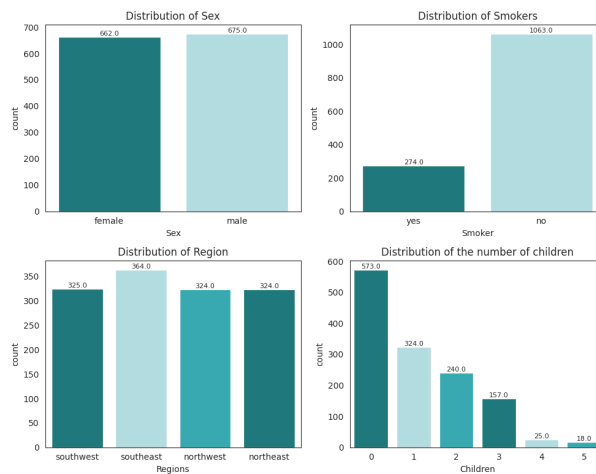 Distribution of Sex
700
600
500
400
300
200
100
0
count
662.0
675.0
female male
Sex
Distribution of Smokers
1000
800
600
400
200
0
count
274.0
1063.0
yes no
Smoker
Distribution of Region
350
300
250
200
150
100
50
0
count
325.0
364.0
324.0
324.0
southwest southeast northwest northeast
Regions
Distribution of the number of children
600
500
400
300
200
100
0
count
573.0
324.0
240.0
157.0
25.0
18.0
0 1 2 3 4 5
Children